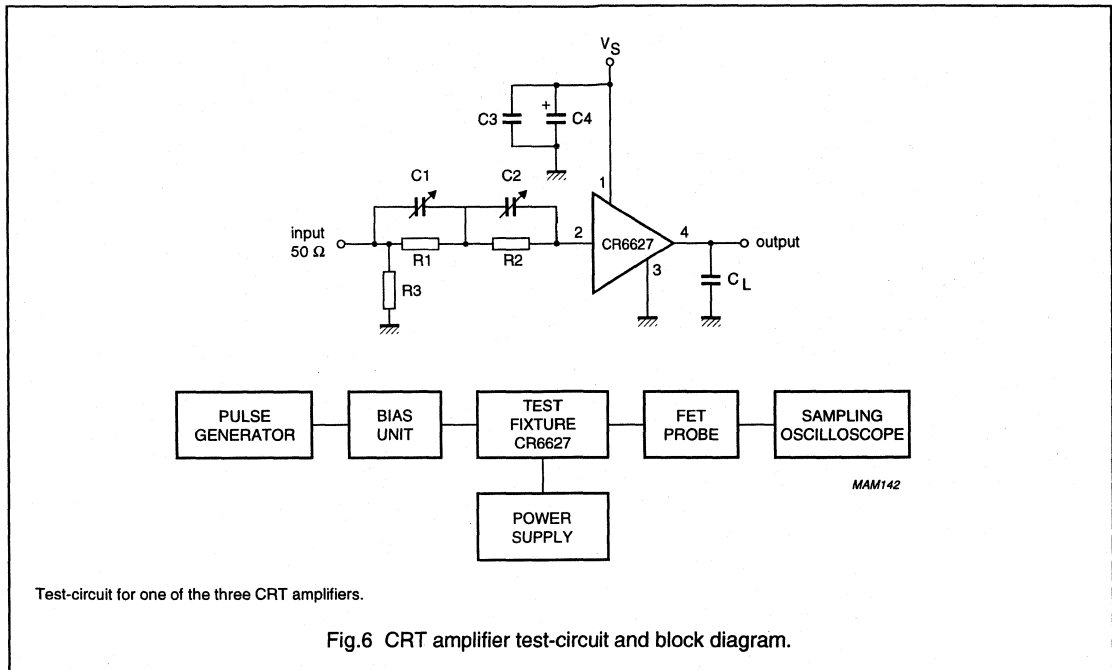 VS
C3
+
C4
C1
C2
1
input
50 Ω
2
CR6627
4
output
R1
R2
3
R3
CL
PULSE
GENERATOR
BIAS
UNIT
TEST
FIXTURE
CR6627
FET
PROBE
SAMPLING
OSCILLOSCOPE
MAM142
POWER
SUPPLY
Test-circuit for one of the three CRT amplifiers.
Fig.6 CRT amplifier test-circuit and block diagram.